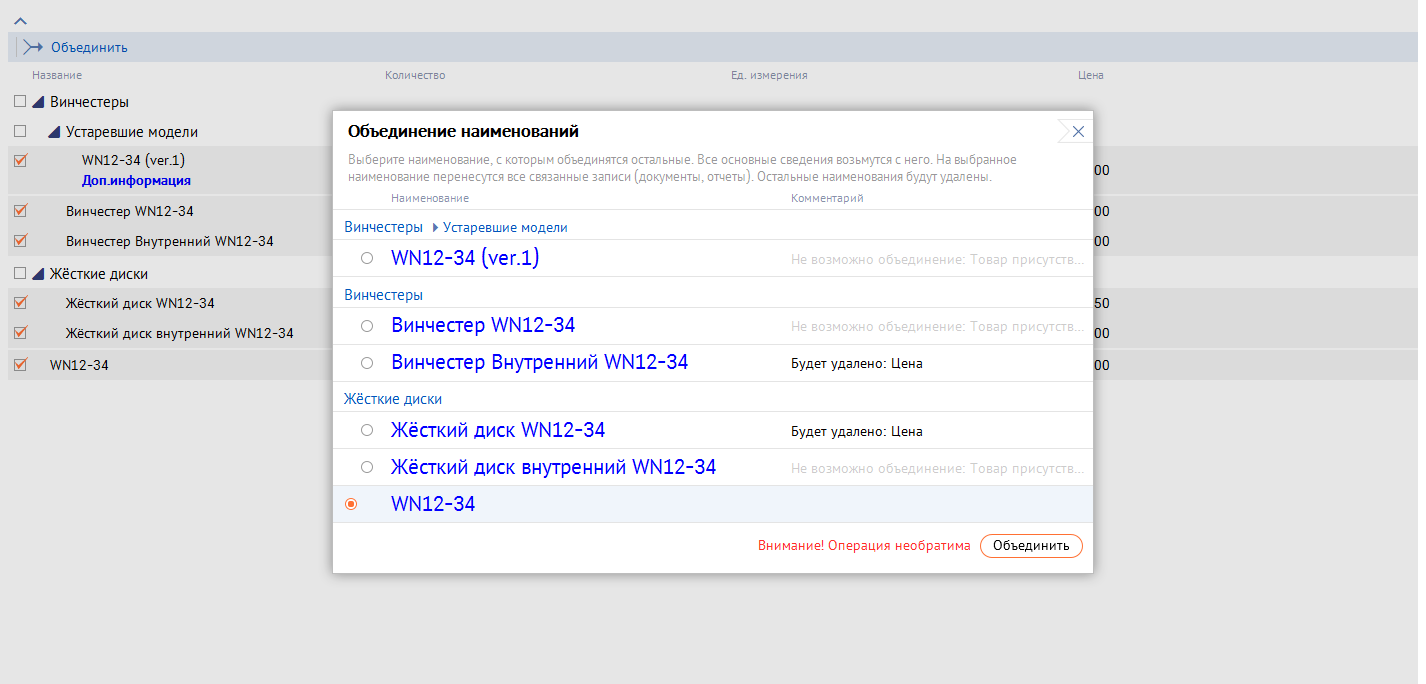 Объединить
Название Количество Ед. измерения Цена
Винчестеры
Устаревшие модели
WN12-34 (ver.1)
Доп.информация
00
Винчестер WN12-34
00
Винчестер Внутренний WN12-34
00
Жёсткие диски
Жёсткий диск WN12-34
50
Жёсткий диск внутренний WN12-34
00
WN12-34
00
Объединение наименований
Выберите наименование, с которым объединятся остальные. Все основные сведения возьмутся с него. На выбранное
наименование перенесутся все связанные записи (документы, отчеты). Остальные наименования будут удалены.
Наименование Комментарий
Винчестеры Устаревшие модели
WN12-34 (ver.1) Не возможно объединение: Товар присутств...
Винчестеры
Винчестер WN12-34 Не возможно объединение: Товар присутств...
Винчестер Внутренний WN12-34 Будет удалено: Цена
Жёсткие диски
Жёсткий диск WN12-34 Будет удалено: Цена
Жёсткий диск внутренний WN12-34 Не возможно объединение: Товар присутств...
WN12-34
Внимание! Операция необратима Объединить